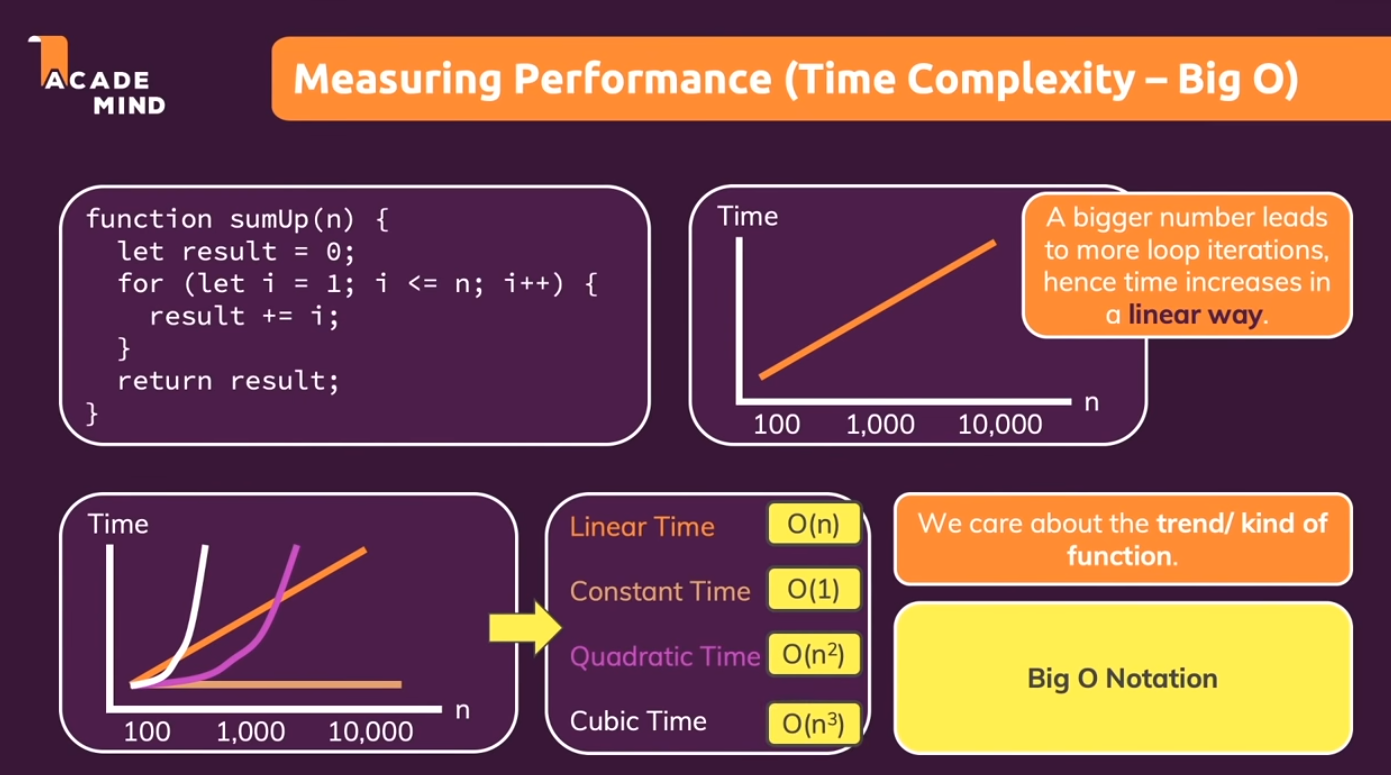 ACADE
MIND
Measuring Performance (Time Complexity – Big O)
function sumUp(n) {
  let result = 0;
  for (let i = 1; i <= n; i++) {
    result += i;
  }
  return result;
}
Time
n
100 1,000 10,000
A bigger number leads
to more loop iterations,
hence time increases in
a linear way.
Time
n
100 1,000 10,000
Linear Time O(n)
Constant Time O(1)
Quadratic Time O(n²)
Cubic Time O(n³)
We care about the trend/ kind of
function.
Big O Notation